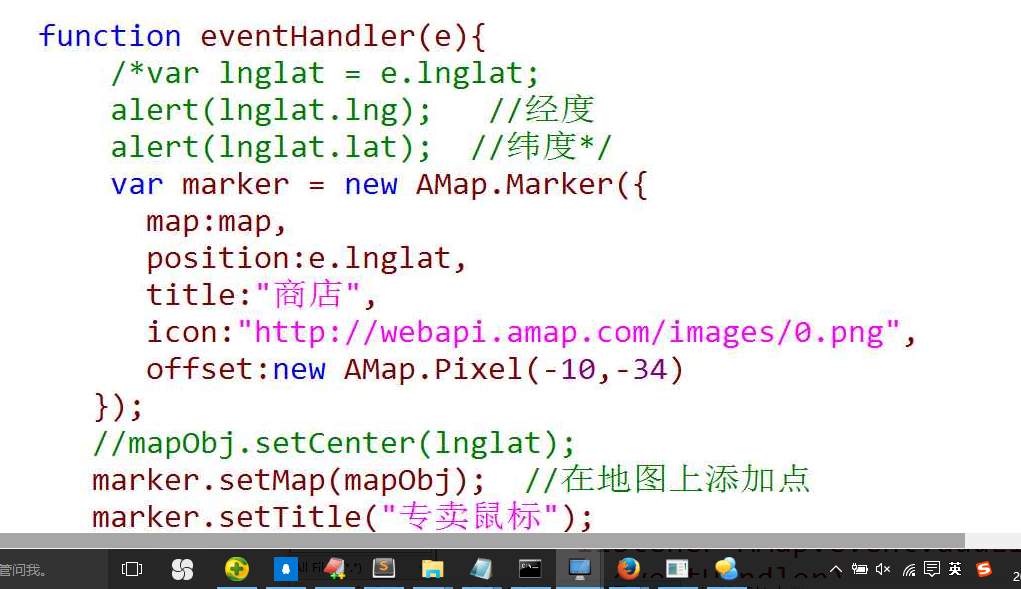 function eventHandler(e){
/*var lnglat = e.lnglat;
alert(lnglat.lng);   //经度
alert(lnglat.lat);  //纬度*/
var marker = new AMap.Marker({
map:map,
position:e.lnglat,
title:"商店",
icon:"http://webapi.amap.com/images/0.png",
offset:new AMap.Pixel(-10,-34)
});
//mapObj.setCenter(lnglat);
marker.setMap(mapObj);  //在地图上添加点
marker.setTitle("专卖鼠标");
管问我。
英